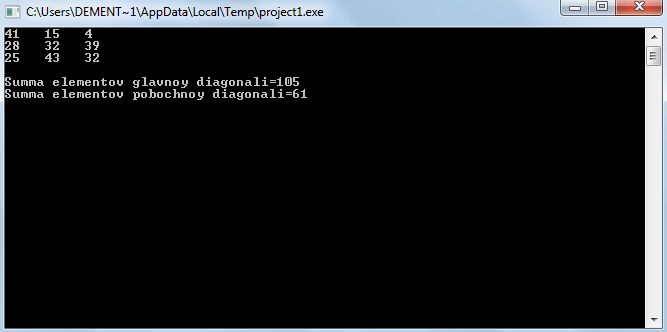 C:\Users\DEMENT~1\AppData\Local\Temp\project1.exe
41 15 4
28 32 39
25 43 32
Summa elementov glavnoy diagonali=105
Summa elementov pobochnoy diagonali=61